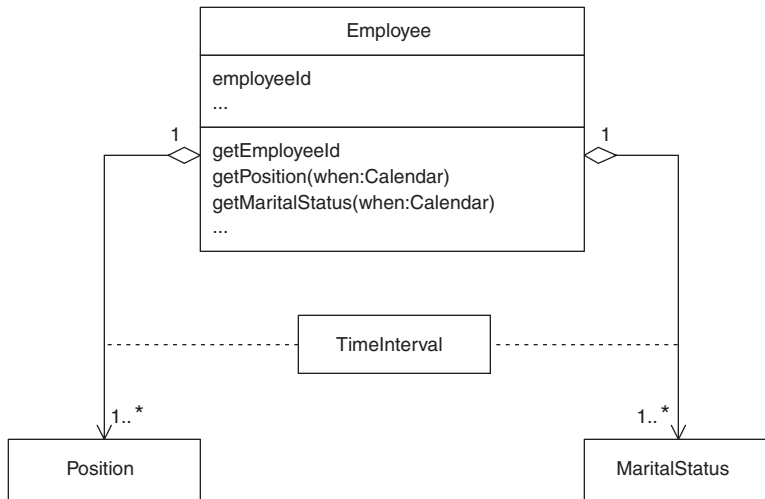 Employee
employeeId
...
1
1
getEmployeeId
getPosition(when:Calendar)
getMaritalStatus(when:Calendar)
...
TimeInterval
1..*
1..*
Position
MaritalStatus